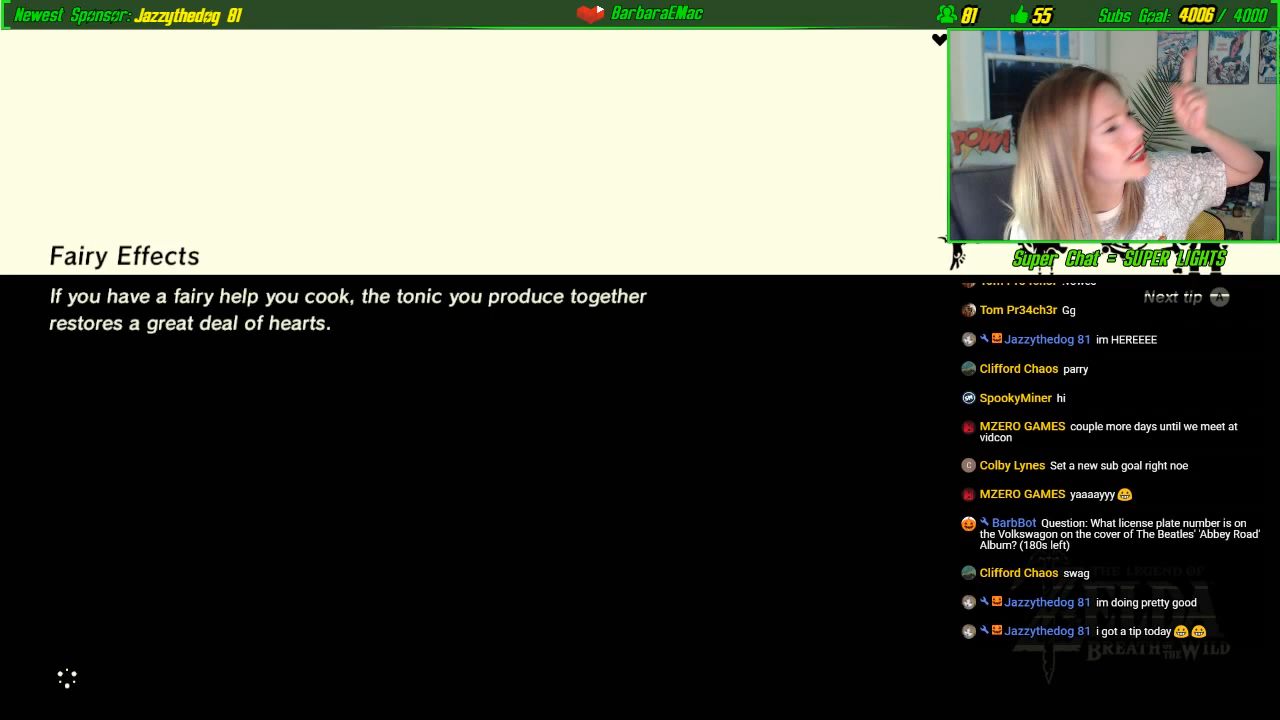 Newest Sponsor: Jazzythedog 81
BarbaraEMac
81
55
Subs Goal: 4006 / 4000
POW!
Fairy Effects
If you have a fairy help you cook, the tonic you produce together
restores a great deal of hearts.
Super Chat = SUPER LIGHTS
Next tip A
Tom Pr34ch3r Gg
Jazzythedog 81 im HEREEEE
Clifford Chaos parry
SpookyMiner hi
MZERO GAMES couple more days until we meet at
vidcon
Colby Lynes Set a new sub goal right noe
MZERO GAMES yaaaayyy
BarbBot Question: What license plate number is on
the Volkswagon on the cover of The Beatles' 'Abbey Road'
Album? (180s left)
Clifford Chaos swag
Jazzythedog 81 im doing pretty good
Jazzythedog 81 i got a tip today
THE LEGEND OF
ZELDA
BREATH OF THE WILD